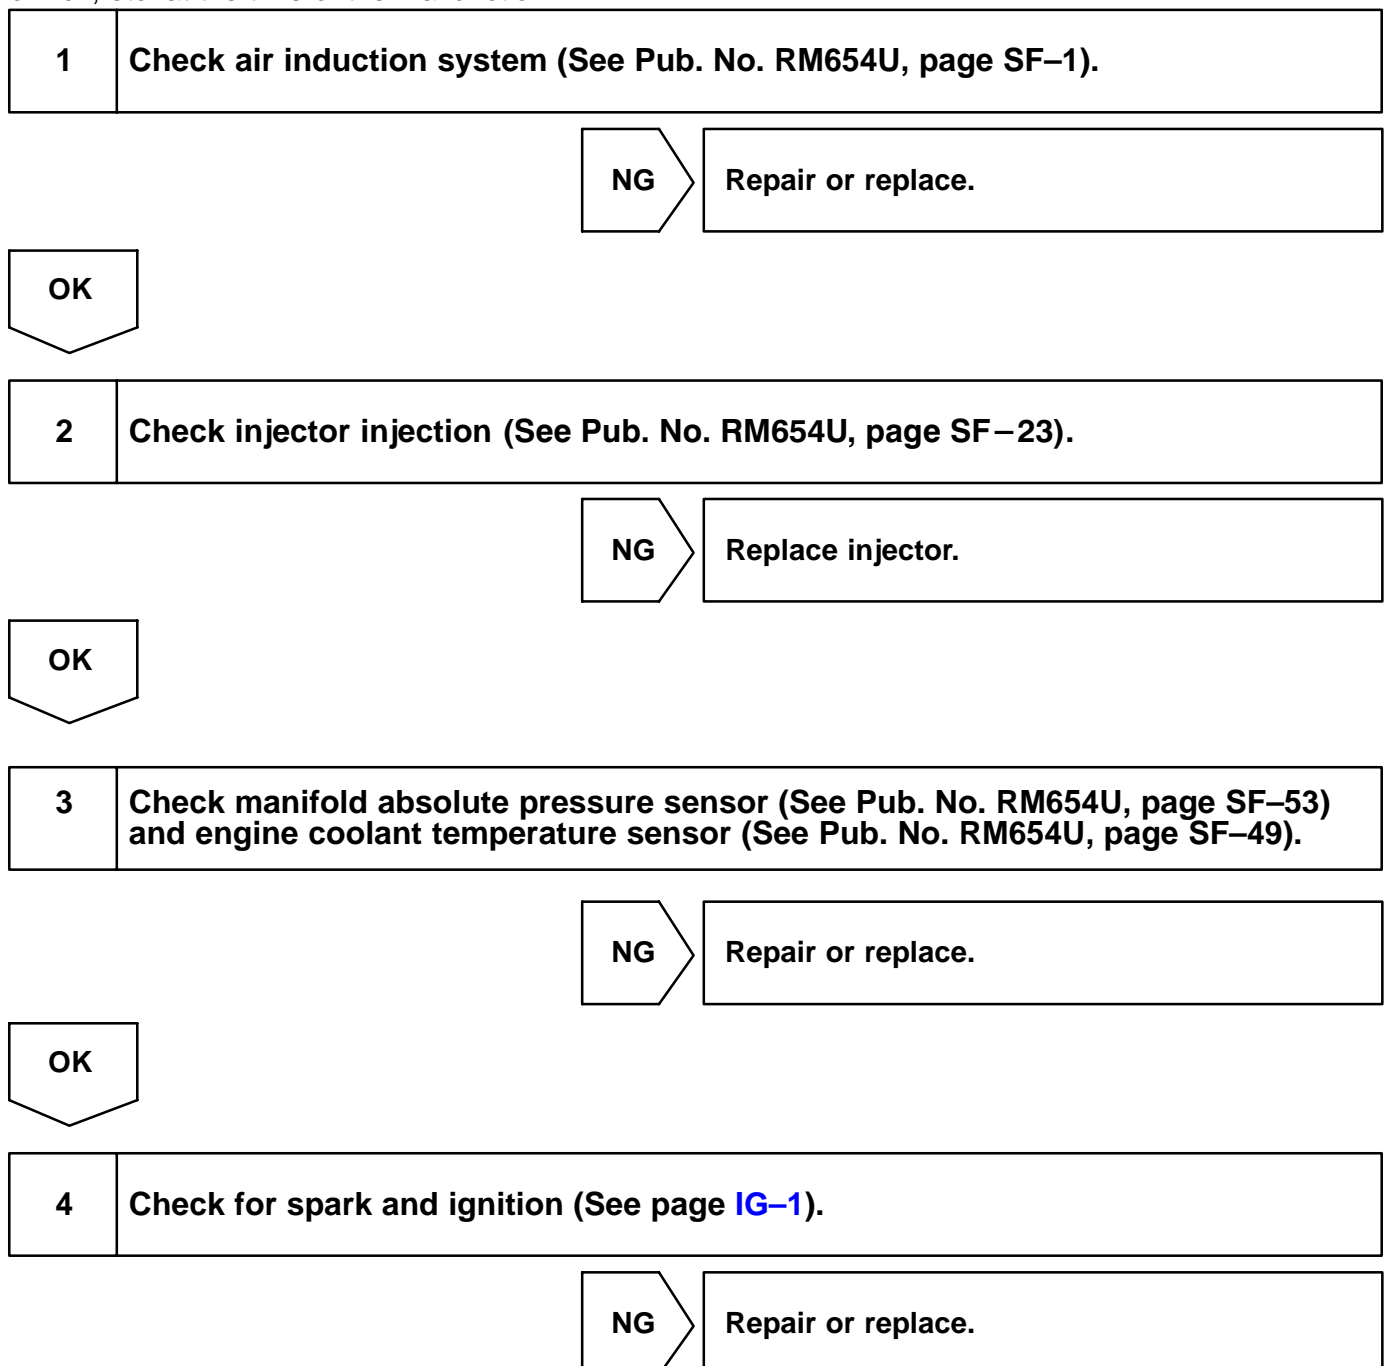 1 Check air induction system (See Pub. No. RM654U, page SF–1).
NG Repair or replace.
OK
2 Check injector injection (See Pub. No. RM654U, page SF–23).
NG Replace injector.
OK
3 Check manifold absolute pressure sensor (See Pub. No. RM654U, page SF–53)
and engine coolant temperature sensor (See Pub. No. RM654U, page SF–49).
NG Repair or replace.
OK
4 Check for spark and ignition (See page IG–1).
NG Repair or replace.